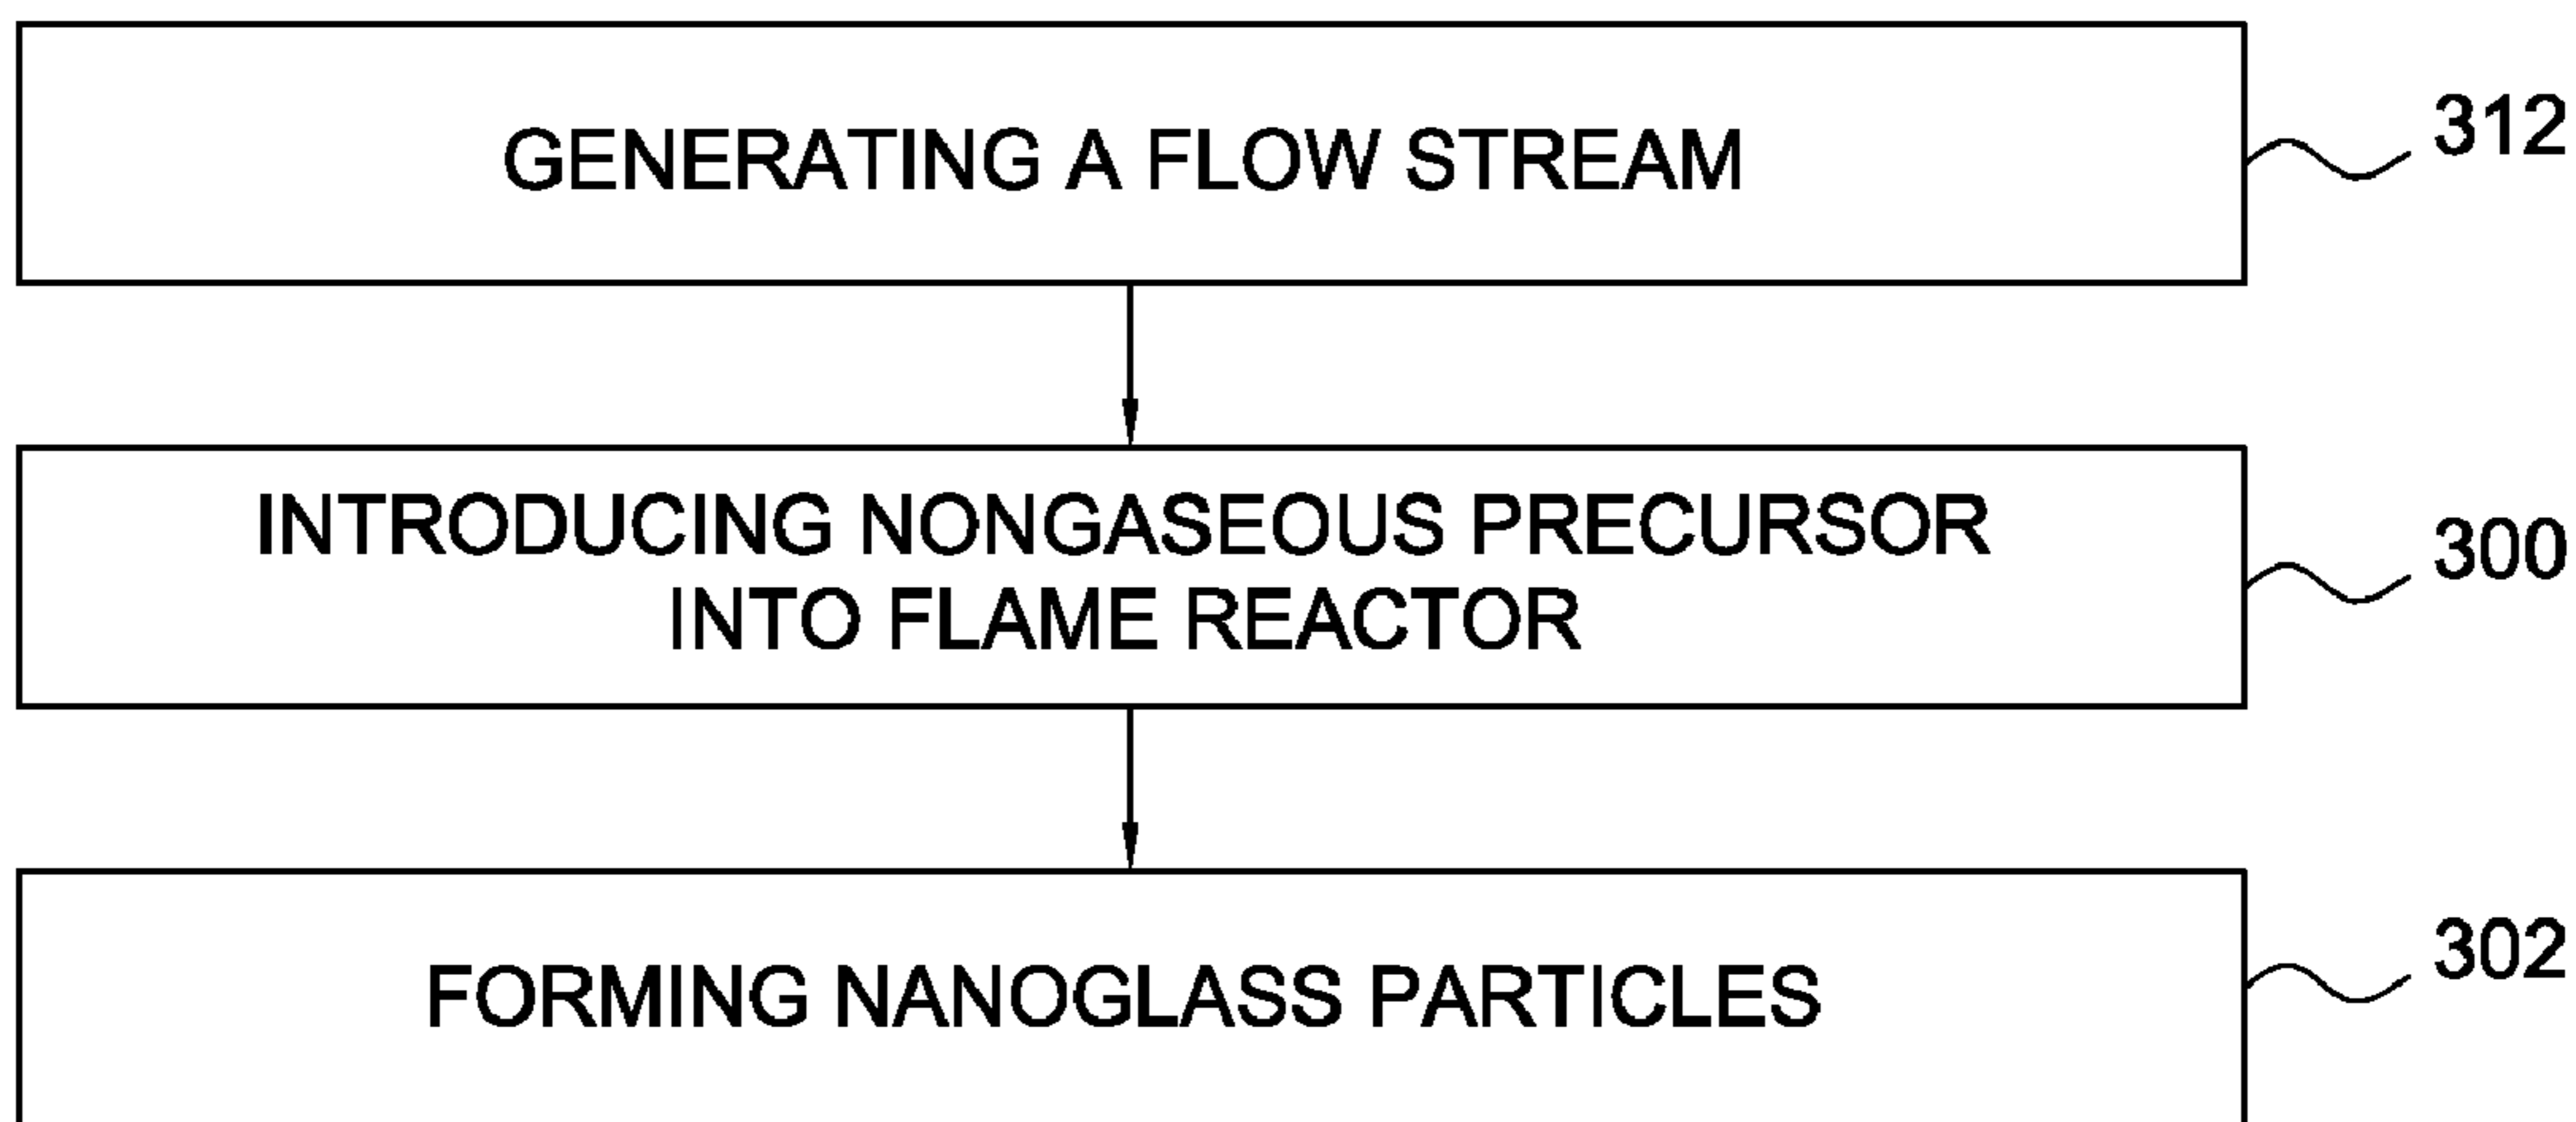 GENERATING A FLOW STREAM
312
INTRODUCING NONGASEOUS PRECURSOR
INTO FLAME REACTOR
300
FORMING NANOGLASS PARTICLES
302